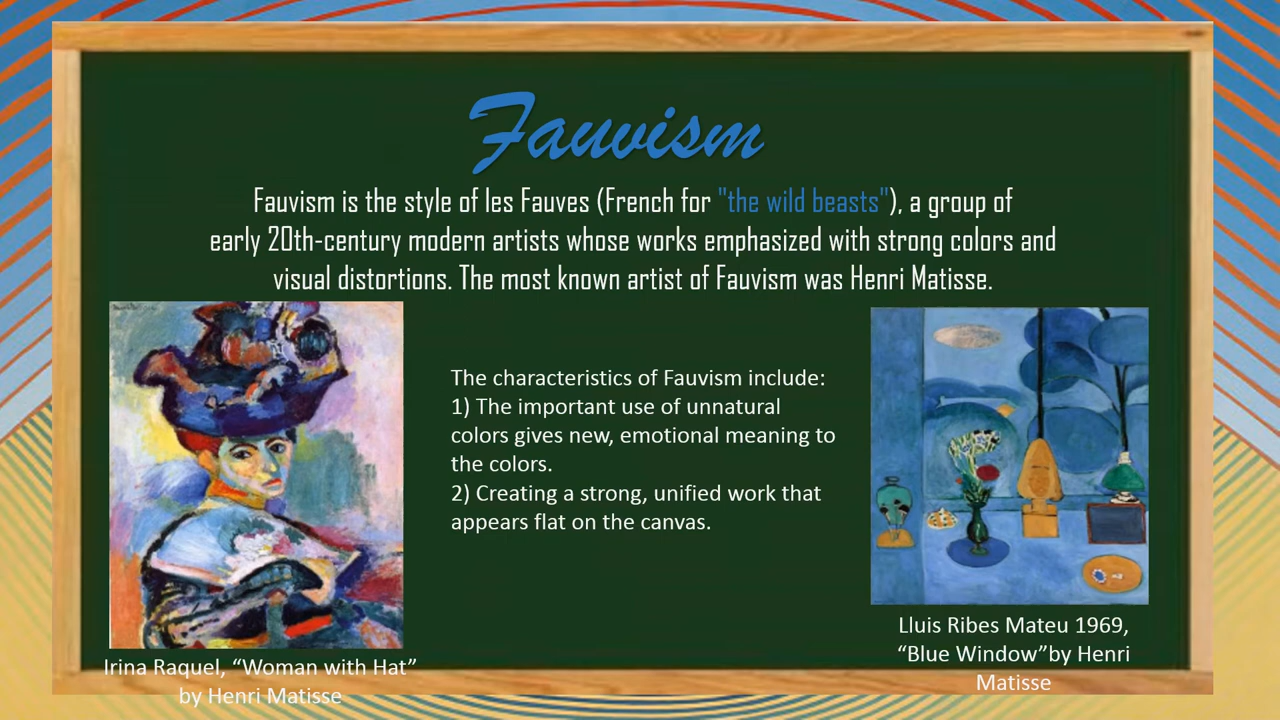 Fauvism
Fauvism is the style of les Fauves (French for "the wild beasts"), a group of
early 20th-century modern artists whose works emphasized with strong colors and
visual distortions. The most known artist of Fauvism was Henri Matisse.
The characteristics of Fauvism include:
1) The important use of unnatural
colors gives new, emotional meaning to
the colors.
2) Creating a strong, unified work that
appears flat on the canvas.
Irina Raquel, “Woman with Hat”
by Henri Matisse
Lluis Ribes Mateu 1969,
“Blue Window”by Henri
Matisse